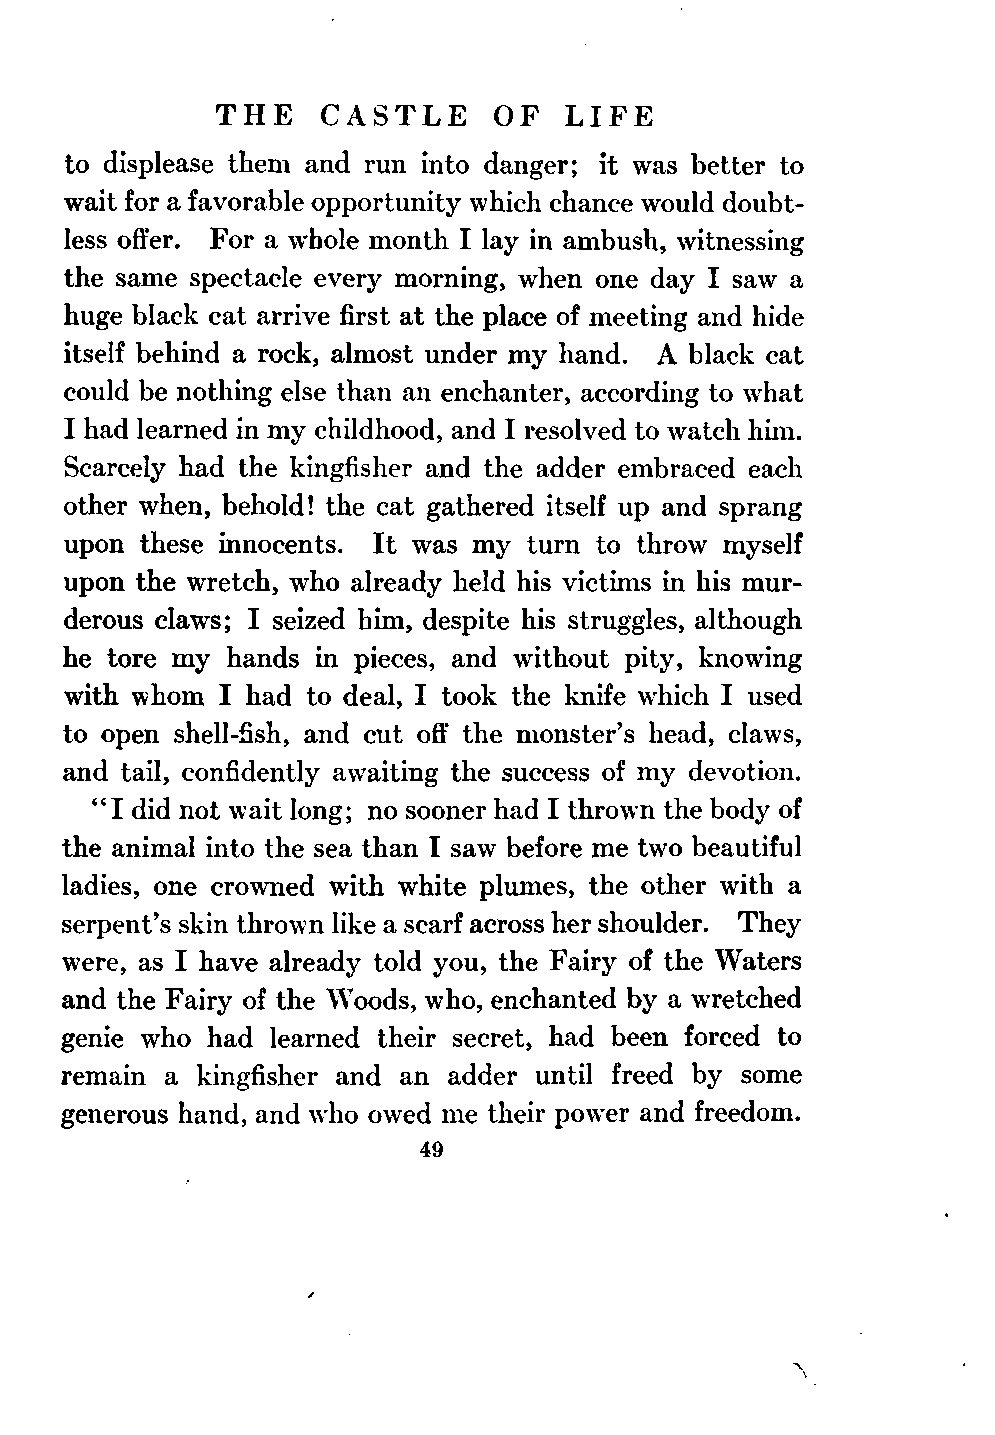 THE CASTLE OF LIFE
to displease them and run into danger; it was better to
wait for a favorable opportunity which chance would doubt-
less offer. For a whole month I lay in ambush, witnessing
the same spectacle every morning, when one day I saw a
huge black cat arrive first at the place of meeting and hide
itself behind a rock, almost under my hand. A black cat
could be nothing else than an enchanter, according to what
I had learned in my childhood, and I resolved to watch him.
Scarcely had the kingfisher and the adder embraced each
other when, behold! the cat gathered itself up and sprang
upon these innocents. It was my turn to throw myself
upon the wretch, who already held his victims in his mur-
derous claws; I seized him, despite his struggles, although
he tore my hands in pieces, and without pity, knowing
with whom I had to deal, I took the knife which I used
to open shell-fish, and cut off the monster's head, claws,
and tail, confidently awaiting the success of my devotion.
"I did not wait long; no sooner had I thrown the body of
the animal into the sea than I saw before me two beautiful
ladies, one crowned with white plumes, the other with a
serpent's skin thrown like a scarf across her shoulder. They
were, as I have already told you, the Fairy of the Waters
and the Fairy of the Woods, who, enchanted by a wretched
genie who had learned their secret, had been forced to
remain a kingfisher and an adder until freed by some
generous hand, and who owed me their power and freedom.
49